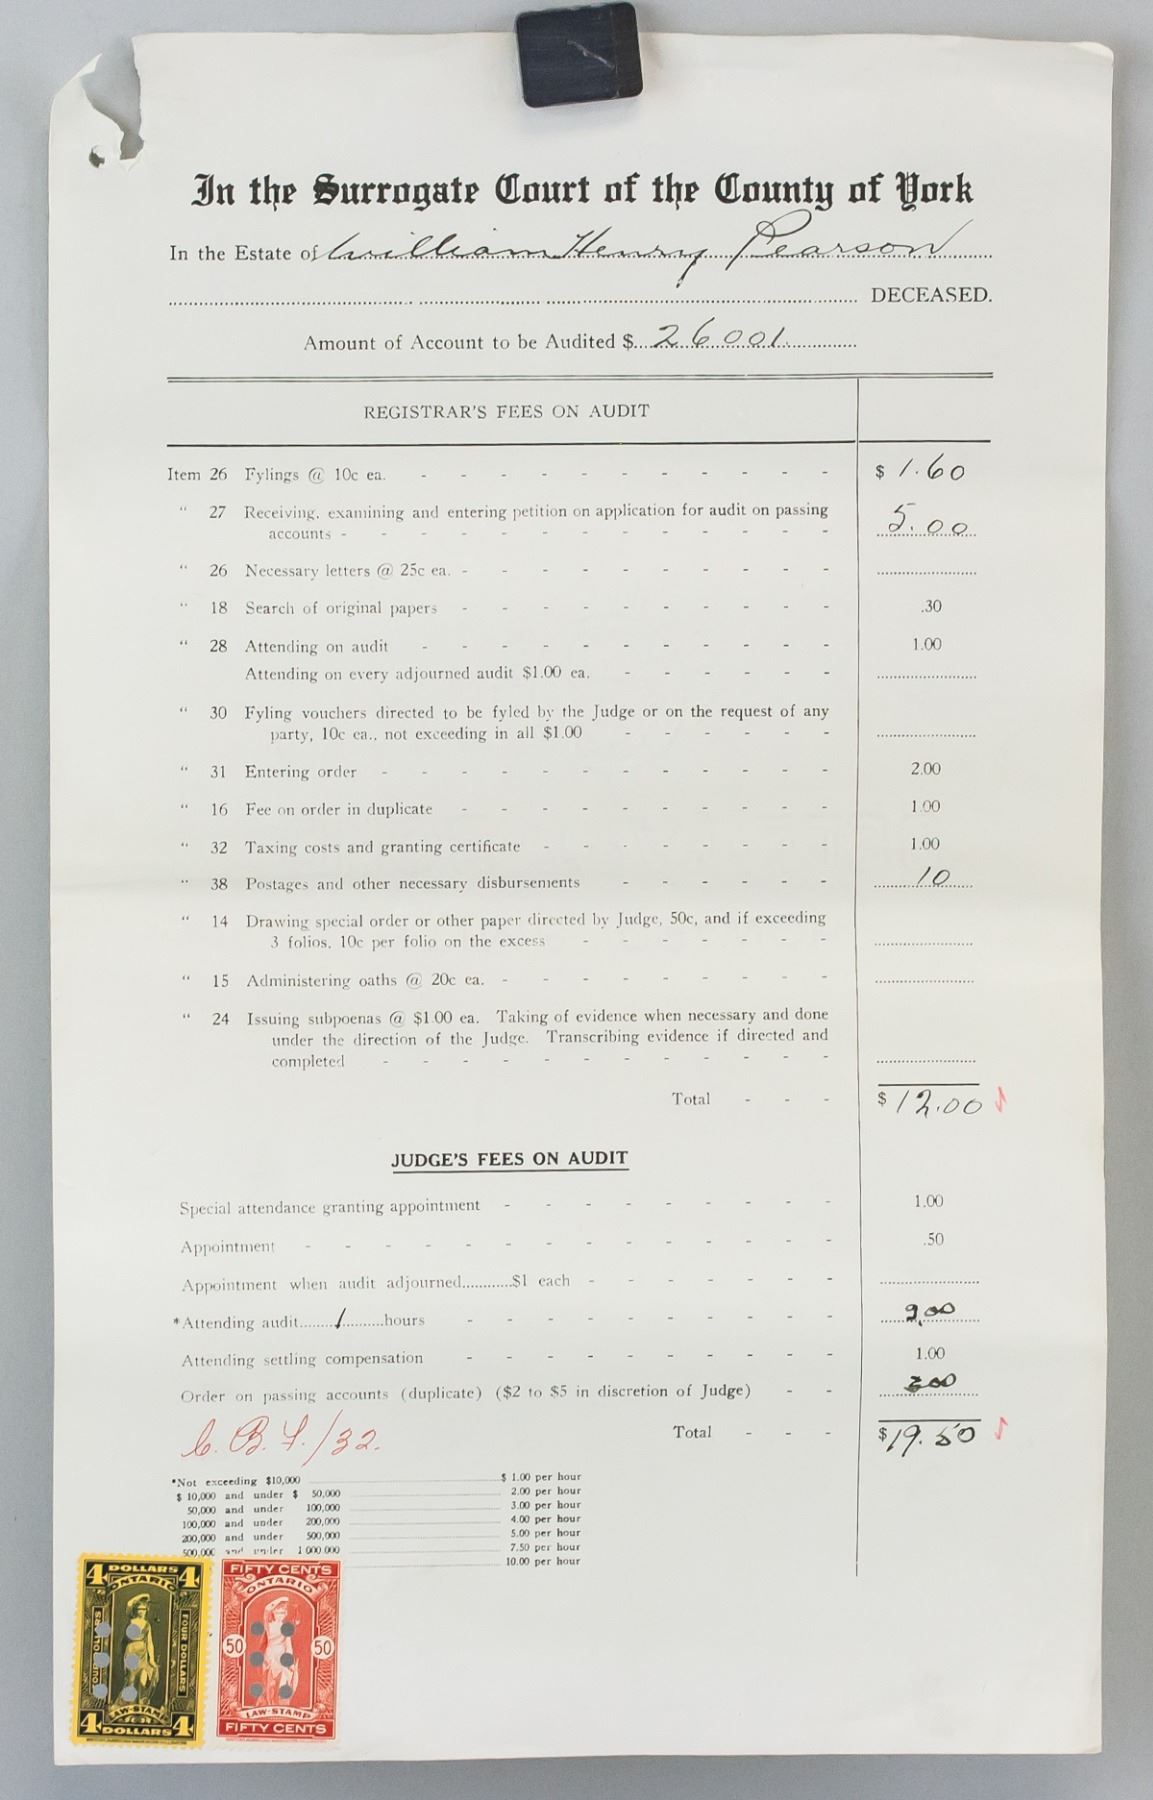 In the Surrogate Court of the County of York
In the Estate of William Henry Pearson
DECEASED.
Amount of Account to be Audited $ 26001.
REGISTRAR'S FEES ON AUDIT
Item 26 Fylings @ 10c ea. - - - - - - - - - - - $ 1.60
" 27 Receiving, examining and entering petition on application for audit on passing
accounts - - - - - - - - - - - - - 5.00
" 26 Necessary letters @ 25c ea. - - - - - - - - - -
" 18 Search of original papers - - - - - - - - - - .30
" 28 Attending on audit - - - - - - - - - - - 1.00
Attending on every adjourned audit $1.00 ea. - - - - - -
" 30 Fyling vouchers directed to be fyled by the Judge or on the request of any
party, 10c ea., not exceeding in all $1.00 - - - - - -
" 31 Entering order - - - - - - - - - - - - 2.00
" 16 Fee on order in duplicate - - - - - - - - - - 1.00
" 32 Taxing costs and granting certificate - - - - - - - - 1.00
" 38 Postages and other necessary disbursements - - - - - - 10
" 14 Drawing special order or other paper directed by Judge, 50c, and if exceeding
3 folios, 10c per folio on the excess - - - - - - -
" 15 Administering oaths @ 20c ea. - - - - - - - - -
" 24 Issuing subpoenas @ $1.00 ea. Taking of evidence when necessary and done
under the direction of the Judge. Transcribing evidence if directed and
completed - - - - - - - - - - - -
Total - - - $ 12.00
JUDGE'S FEES ON AUDIT
Special attendance granting appointment - - - - - - - - - 1.00
Appointment - - - - - - - - - - - - - - .50
Appointment when audit adjourned............$1 each - - - - - - -
*Attending audit........1..........hours - - - - - - - - - - 
Attending settling compensation - - - - - - - - - - 1.00
Order on passing accounts (duplicate) ($2 to $5 in discretion of Judge) - -
Total - - - $19.50
/32.
*Not exceeding $10,000 $ 1.00 per hour
$ 10,000 and under $ 50,000 2.00 per hour
50,000 and under 100,000 3.00 per hour
100,000 and under 200,000 4.00 per hour
200,000 and under 500,000 5.00 per hour
500,000 and under 1 000 000 7.50 per hour
10.00 per hour
4 DOLLARS 4
ONTARIO
FOUR DOLLARS
FOUR DOLLARS
LAW-STAMP
4 DOLLARS 4
FIFTY CENTS
ONTARIO
50 50
LAW-STAMP
FIFTY CENTS